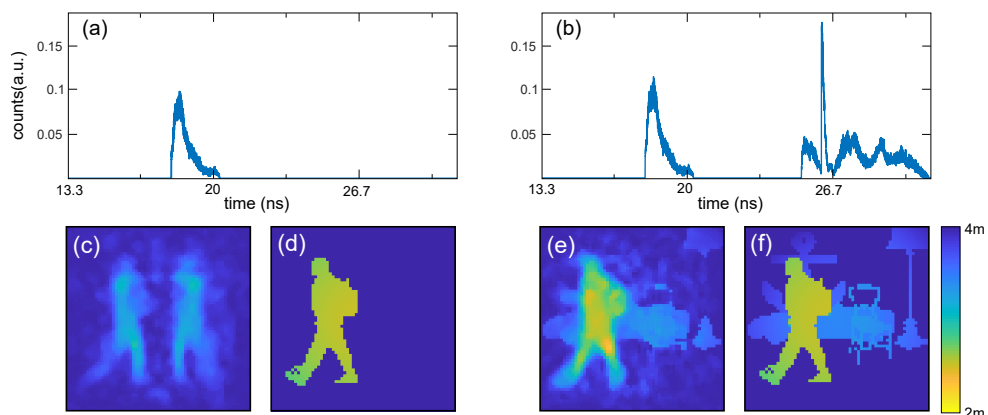 (a)
(b)
counts(a.u.)
0.15
0.1
0.05
13.3
20
26.7
time (ns)
0.15
0.1
0.05
13.3
20
26.7
time (ns)
(c)
(d)
(e)
(f)
4m
2m